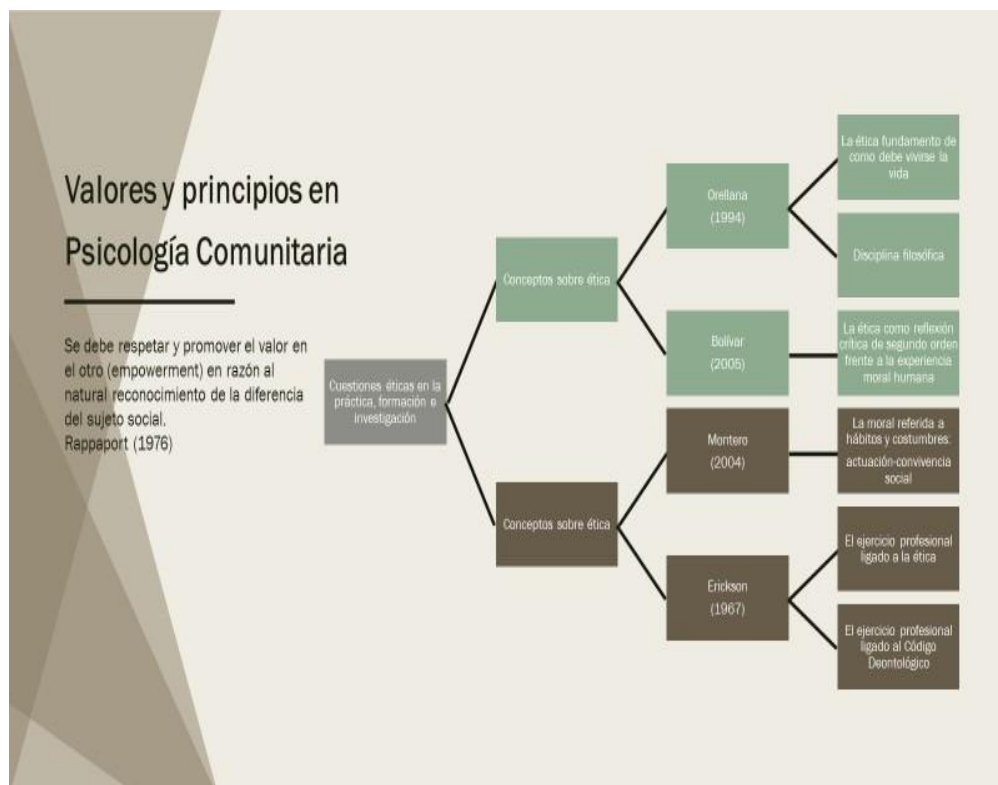 Valores y principios en
Psicología Comunitaria
Se debe respetar y promover el valor en
el otro (empowerment) en razón al
natural reconocimiento de la diferencia
del sujeto social.
Rappaport (1976)
Cuestiones éticas en la
práctica, formación e
investigación
Conceptos sobre ética
Orellana
(1994)
La ética fundamento de
como debe vivirse la
vida
Disciplina filosófica
Bolívar
(2005)
La ética como reflexión
crítica de segundo orden
frente a la experiencia
moral humana
Conceptos sobre ética
Montero
(2004)
La moral referida a
hábitos y costumbres:
actuación-convivencia
social
Erickson
(1967)
El ejercicio profesional
ligado a la ética
El ejercicio profesional
ligado al Código
Deontológico